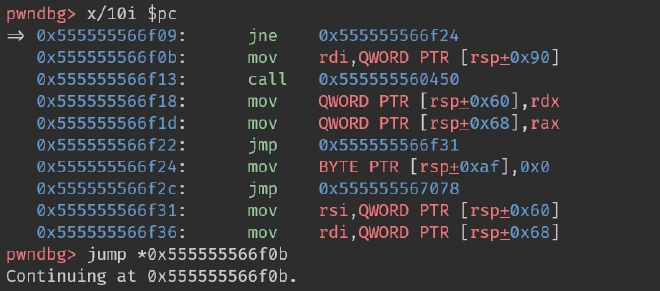 pwndbg> x/10i $pc
=> 0x555555566f09: jne 0x555555566f24
0x555555566f0b: mov rdi,QWORD PTR [rsp+0x90]
0x555555566f13: call 0x555555560450
0x555555566f18: mov QWORD PTR [rsp+0x60],rdx
0x555555566f1d: mov QWORD PTR [rsp+0x68],rax
0x555555566f22: jmp 0x555555566f31
0x555555566f24: mov BYTE PTR [rsp+0xaf],0x0
0x555555566f2c: jmp 0x555555567078
0x555555566f31: mov rsi,QWORD PTR [rsp+0x60]
0x555555566f36: mov rdi,QWORD PTR [rsp+0x68]
pwndbg> jump *0x555555566f0b
Continuing at 0x555555566f0b.